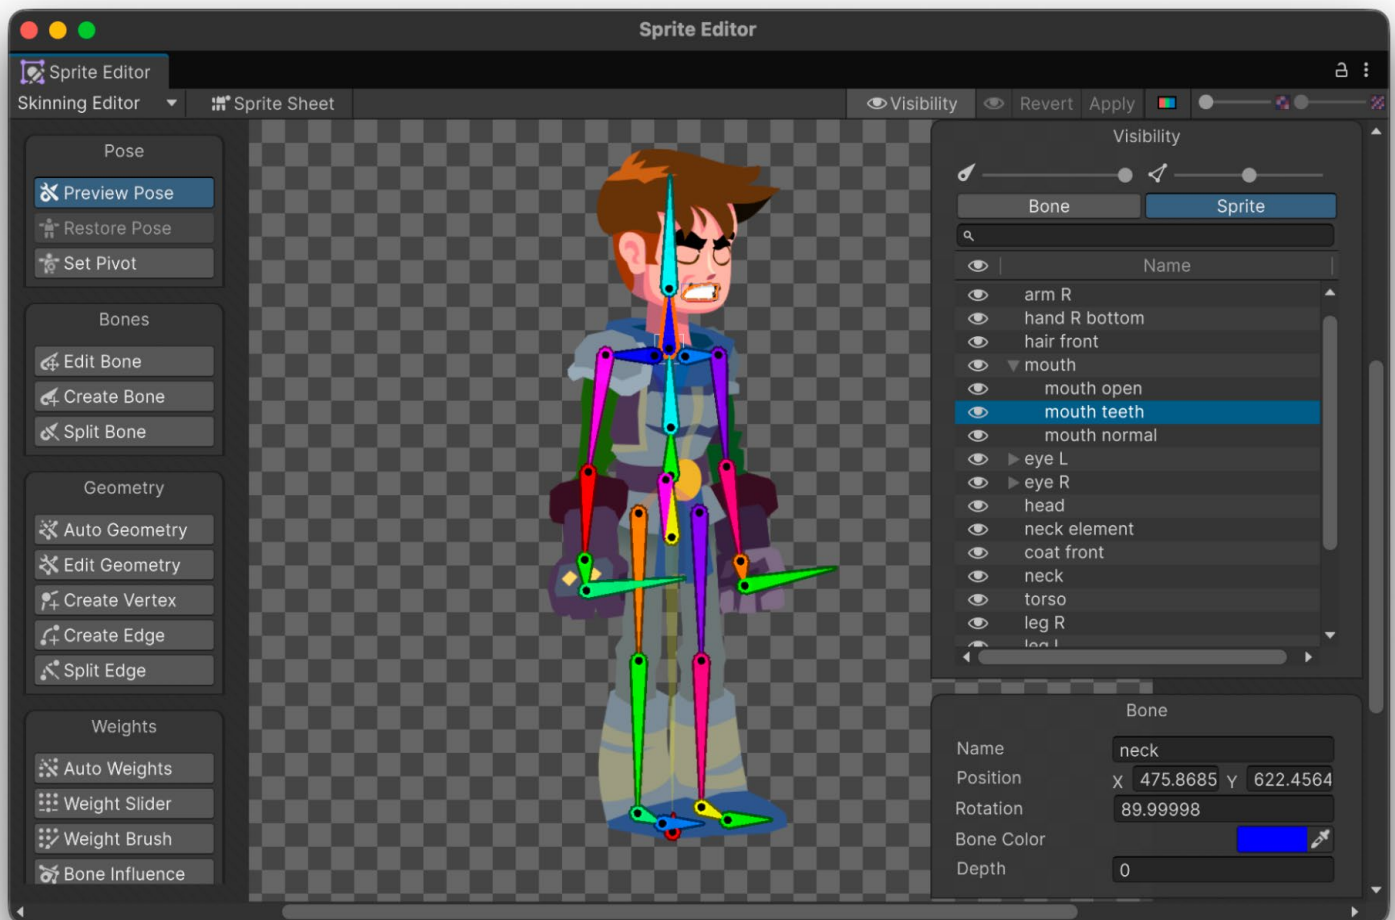 Sprite Editor
Sprite Editor
Skinning Editor
Sprite Sheet
Visibility
Revert
Apply
Pose
Preview Pose
Restore Pose
Set Pivot
Bones
Edit Bone
Create Bone
Split Bone
Geometry
Auto Geometry
Edit Geometry
Create Vertex
Create Edge
Split Edge
Weights
Auto Weights
Weight Slider
Weight Brush
Bone Influence
Visibility
Bone
Sprite
Name
arm R
hand R bottom
hair front
mouth
mouth open
mouth teeth
mouth normal
eye L
eye R
head
neck element
coat front
neck
torso
leg R
leg L
Bone
Name neck
Position X 475.8685 Y 622.4564
Rotation 89.99998
Bone Color
Depth 0